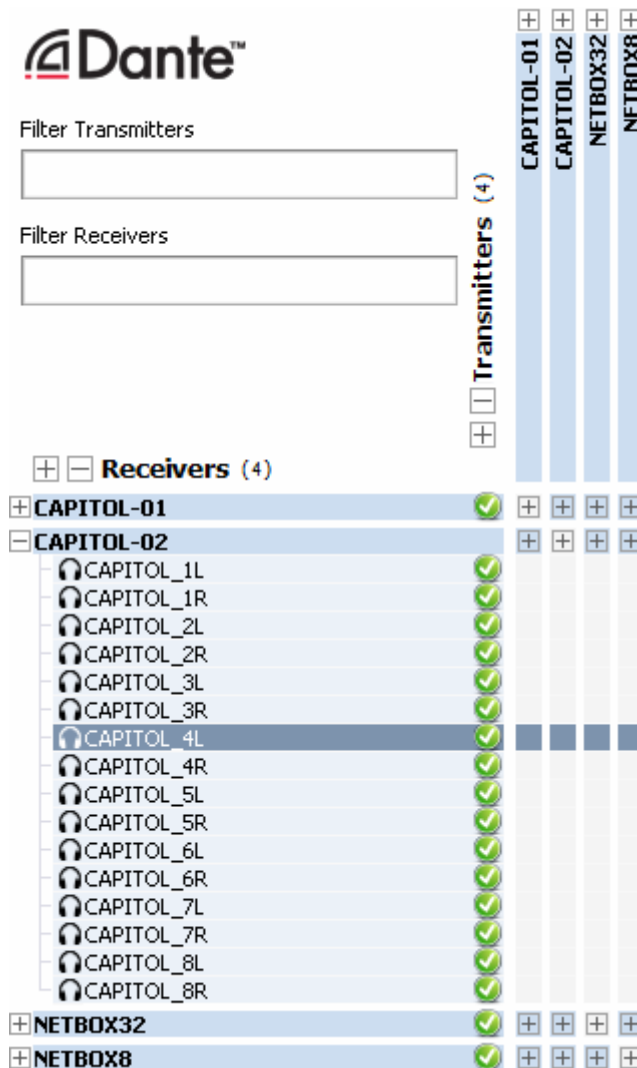 Dante™
Filter Transmitters
Filter Receivers
Transmitters (4)
CAPITOL-01
CAPITOL-02
NETBOX32
NETBOX8
Receivers (4)
CAPITOL-01
CAPITOL-02
CAPITOL_1L
CAPITOL_1R
CAPITOL_2L
CAPITOL_2R
CAPITOL_3L
CAPITOL_3R
CAPITOL_4L
CAPITOL_4R
CAPITOL_5L
CAPITOL_5R
CAPITOL_6L
CAPITOL_6R
CAPITOL_7L
CAPITOL_7R
CAPITOL_8L
CAPITOL_8R
NETBOX32
NETBOX8